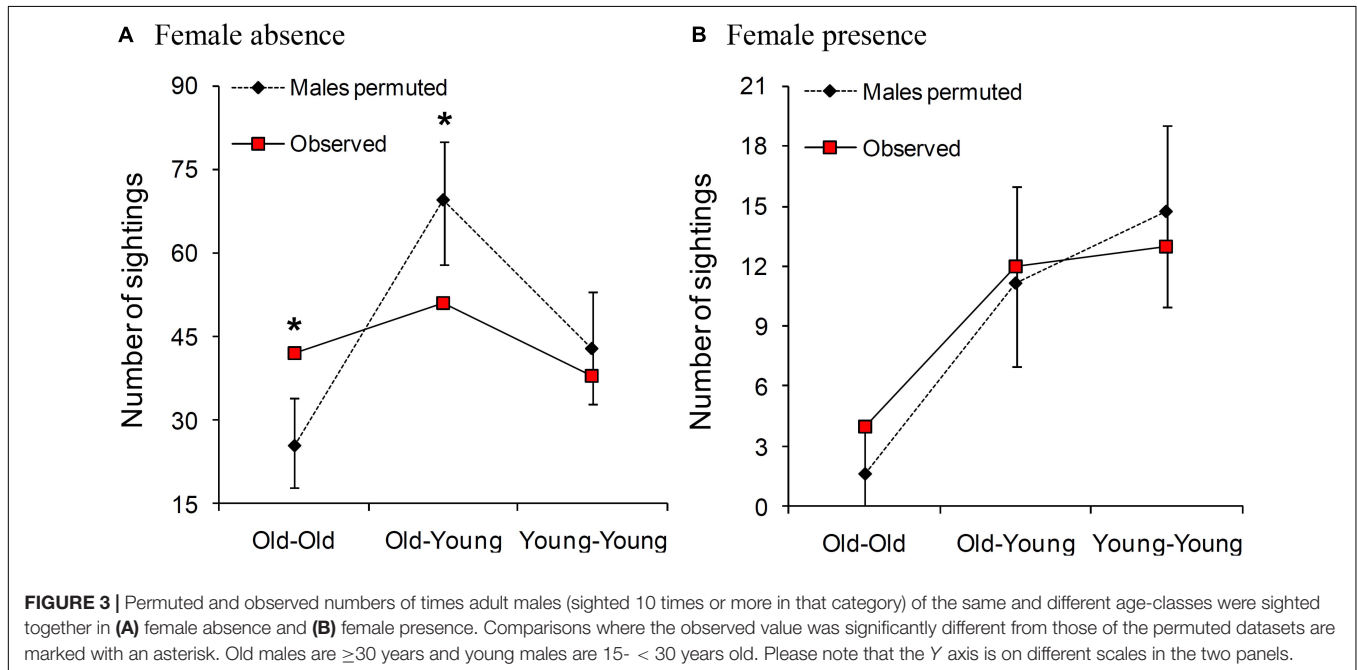 A Female absence
Number of sightings
90
75
60
45
30
15
Males permuted
Observed
*
*
Old-Old Old-Young Young-Young
B Female presence
Number of sightings
21
18
15
12
9
6
3
0
Males permuted
Observed
Old-Old Old-Young Young-Young
FIGURE 3 | Permuted and observed numbers of times adult males (sighted 10 times or more in that category) of the same and different age-classes were sighted
together in (A) female absence and (B) female presence. Comparisons where the observed value was significantly different from those of the permuted datasets are
marked with an asterisk. Old males are ≥30 years and young males are 15- < 30 years old. Please note that the Y axis is on different scales in the two panels.